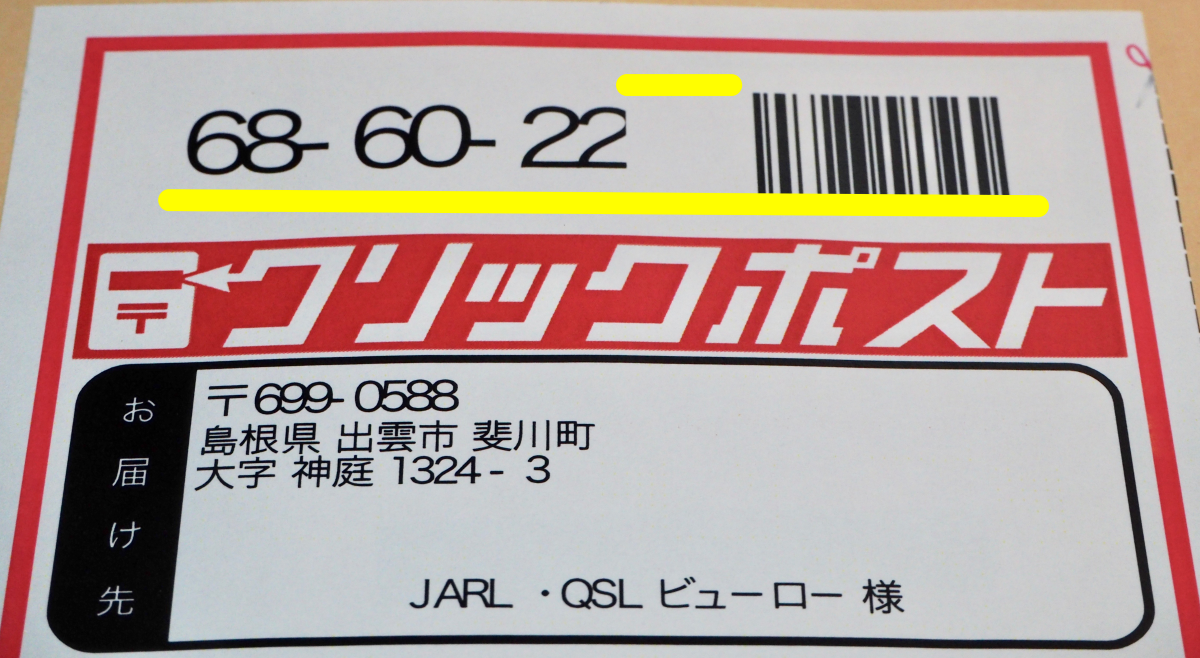 68-60-22
クリックポスト
お届け先
〒699-0588
島根県 出雲市 斐川町
大字 神庭 1324- 3
JARL ・QSL ビューロー 様